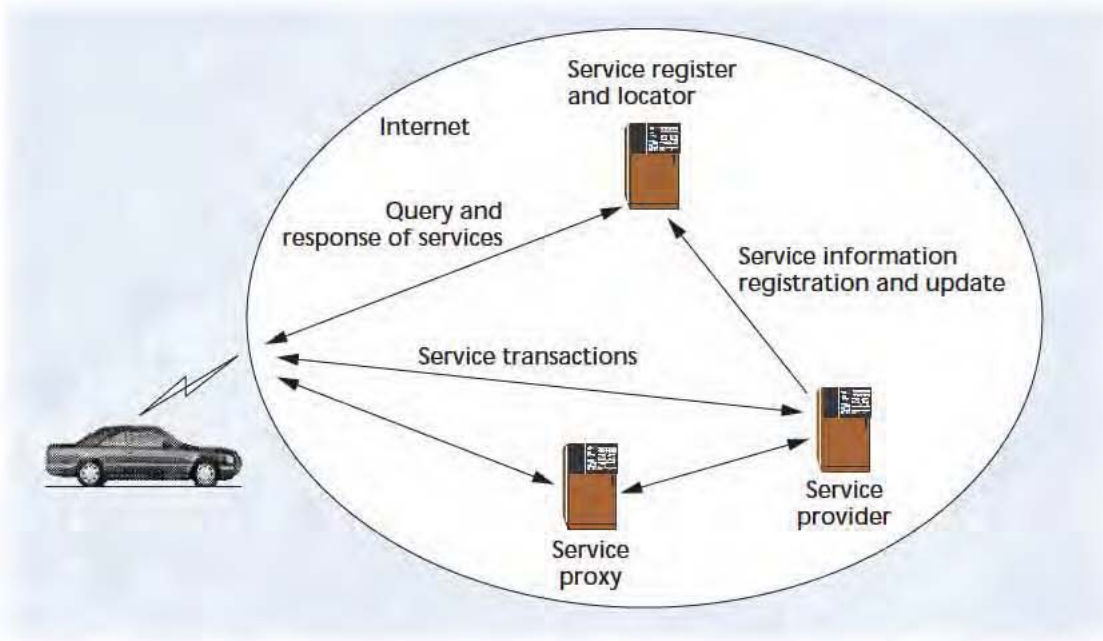 Service register
and locator
Internet
Query and
response of services
Service information
registration and update
Service transactions
Service
provider
Service
proxy